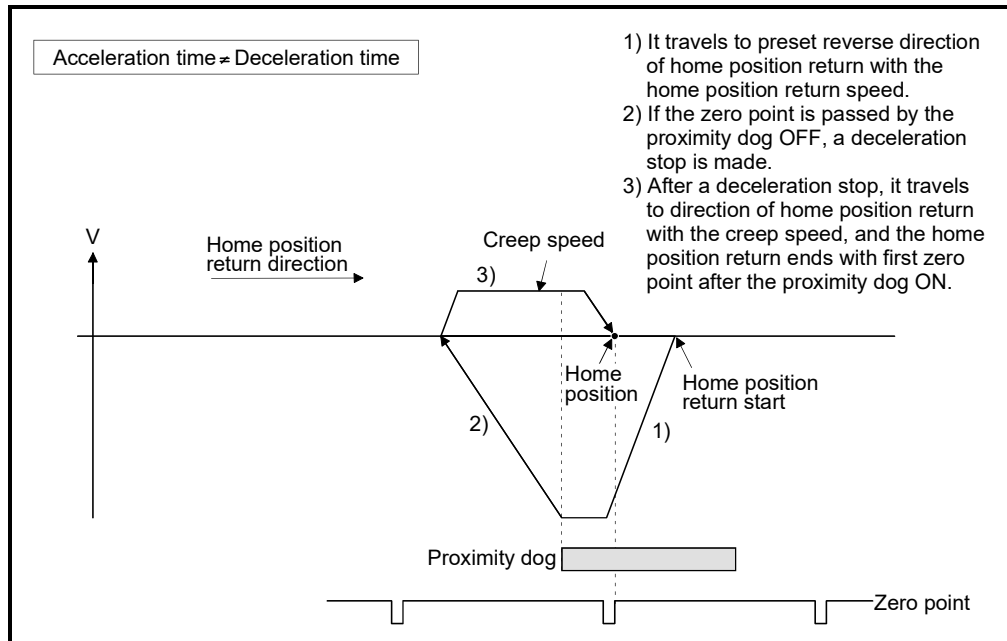 Acceleration time ≠ Deceleration time
1) It travels to preset reverse direction
of home position return with the
home position return speed.
2) If the zero point is passed by the
proximity dog OFF, a deceleration
stop is made.
3) After a deceleration stop, it travels
to direction of home position return
with the creep speed, and the home
position return ends with first zero
point after the proximity dog ON.
V
Home position
return direction
Creep speed
3)
Home
position
Home position
return start
2)
1)
Proximity dog
Zero point